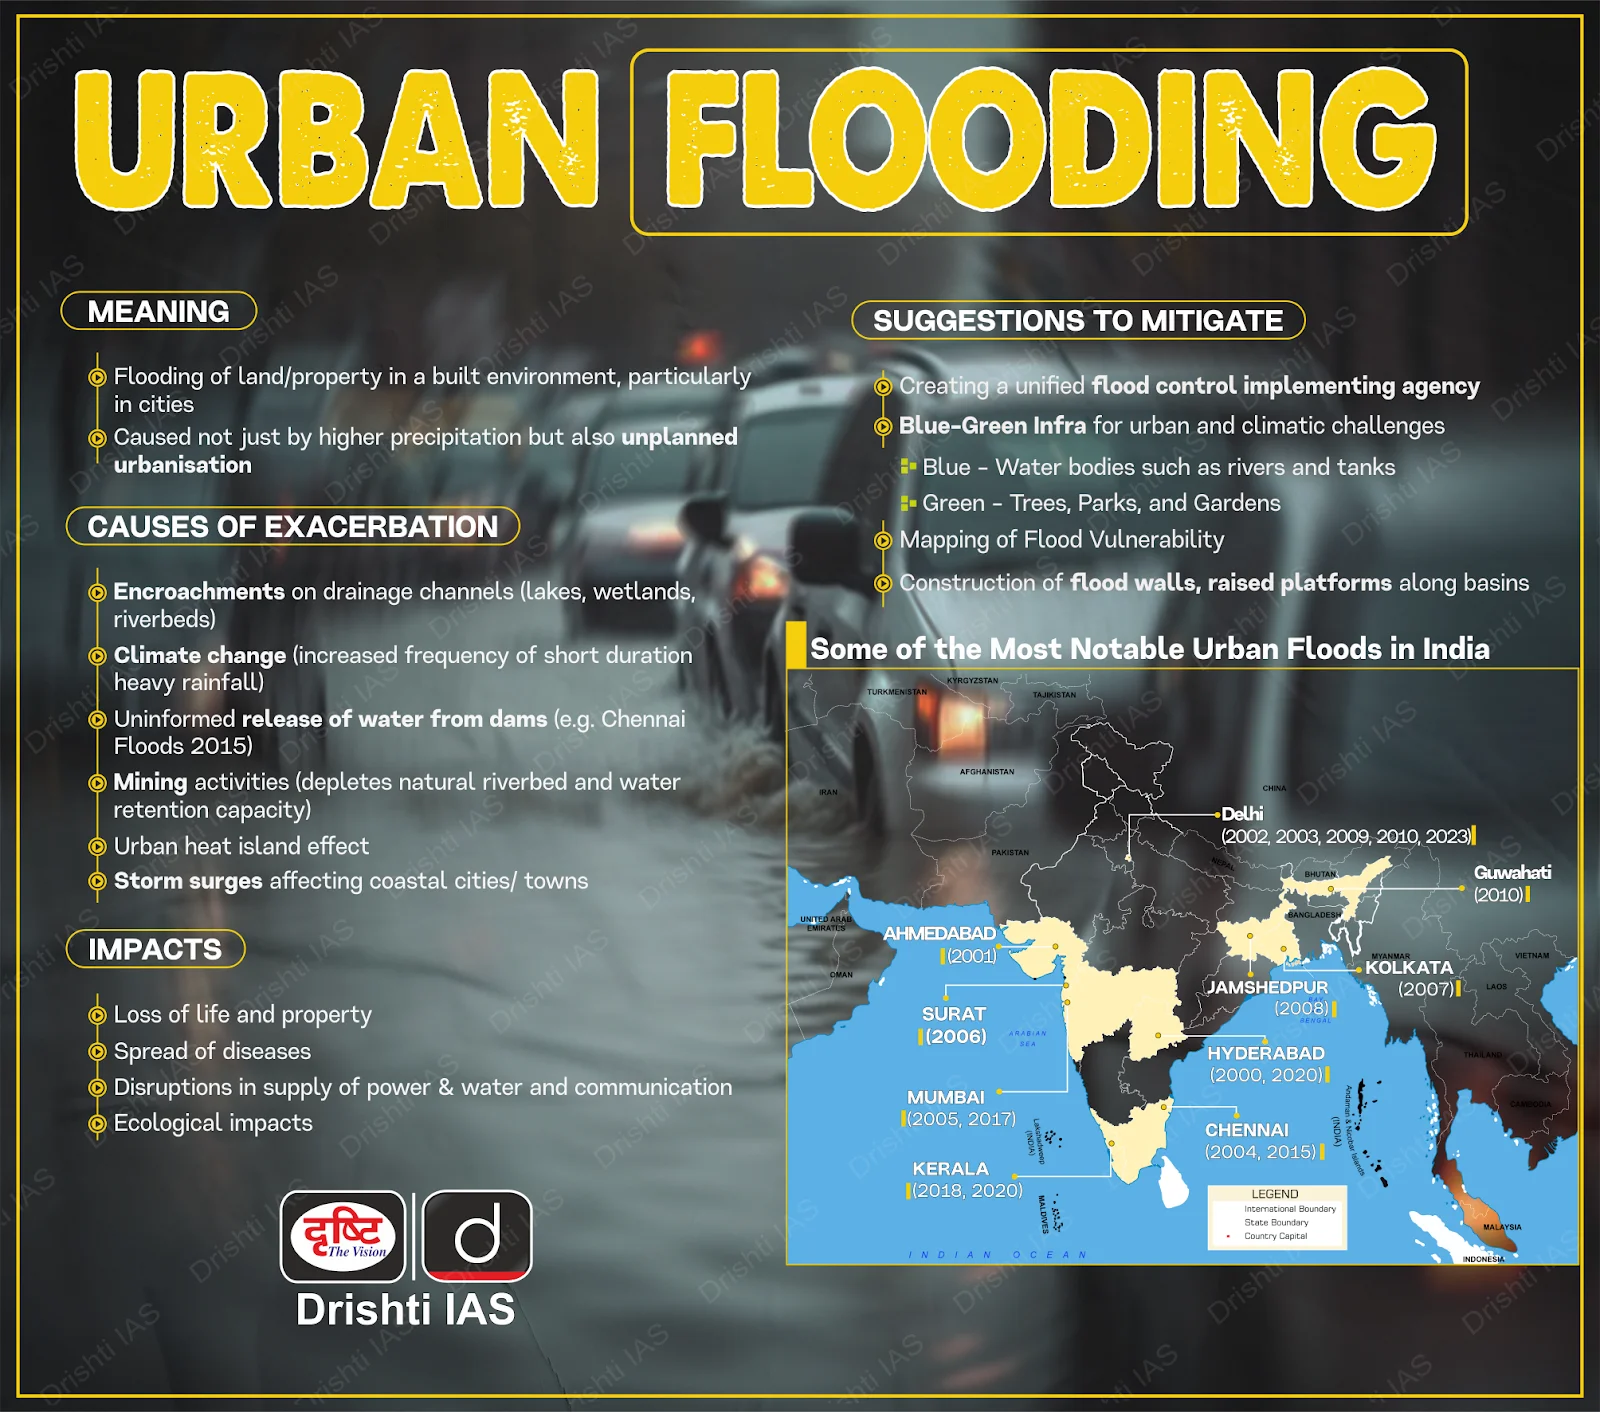 URBAN FLOODING
MEANING
Flooding of land/property in a built environment, particularly
in cities
Caused not just by higher precipitation but also unplanned
urbanisation
CAUSES OF EXACERBATION
Encroachments on drainage channels (lakes, wetlands,
riverbeds)
Climate change (increased frequency of short duration
heavy rainfall)
Uninformed release of water from dams (e.g. Chennai
Floods 2015)
Mining activities (depletes natural riverbed and water
retention capacity)
Urban heat island effect
Storm surges affecting coastal cities/ towns
IMPACTS
Loss of life and property
Spread of diseases
Disruptions in supply of power & water and communication
Ecological impacts
दृष्टि
The Vision
d
Drishti IAS
SUGGESTIONS TO MITIGATE
Creating a unified flood control implementing agency
Blue-Green Infra for urban and climatic challenges
Blue - Water bodies such as rivers and tanks
Green - Trees, Parks, and Gardens
Mapping of Flood Vulnerability
Construction of flood walls, raised platforms along basins
Some of the Most Notable Urban Floods in India
KYRGYZSTAN
TURKMENISTAN
TAJIKISTAN
AFGHANISTAN
IRAN
CHINA
Delhi
(2002, 2003, 2009, 2010, 2023)
PAKISTAN
NEPAL
BHUTAN
Guwahati
(2010)
UNITED ARAB
EMIRATES
BANGLADESH
AHMEDABAD
(2001)
MYANMAR
VIETNAM
OMAN
KOLKATA
(2007)
LAOS
JAMSHEDPUR
(2008)
BAY
BENGAL
SURAT
(2006)
ARABIAN
SEA
HYDERABAD
(2000, 2020)
THAILAND
MUMBAI
(2005, 2017)
CAMBODIA
Andaman & Nicobar Islands
(INDIA)
Lakshadweep
(INDIA)
CHENNAI
(2004, 2015)
KERALA
(2018, 2020)
MALDIVES
LEGEND
International Boundary
State Boundary
Country Capital
MALAYSIA
INDONESIA
INDIAN OCEAN